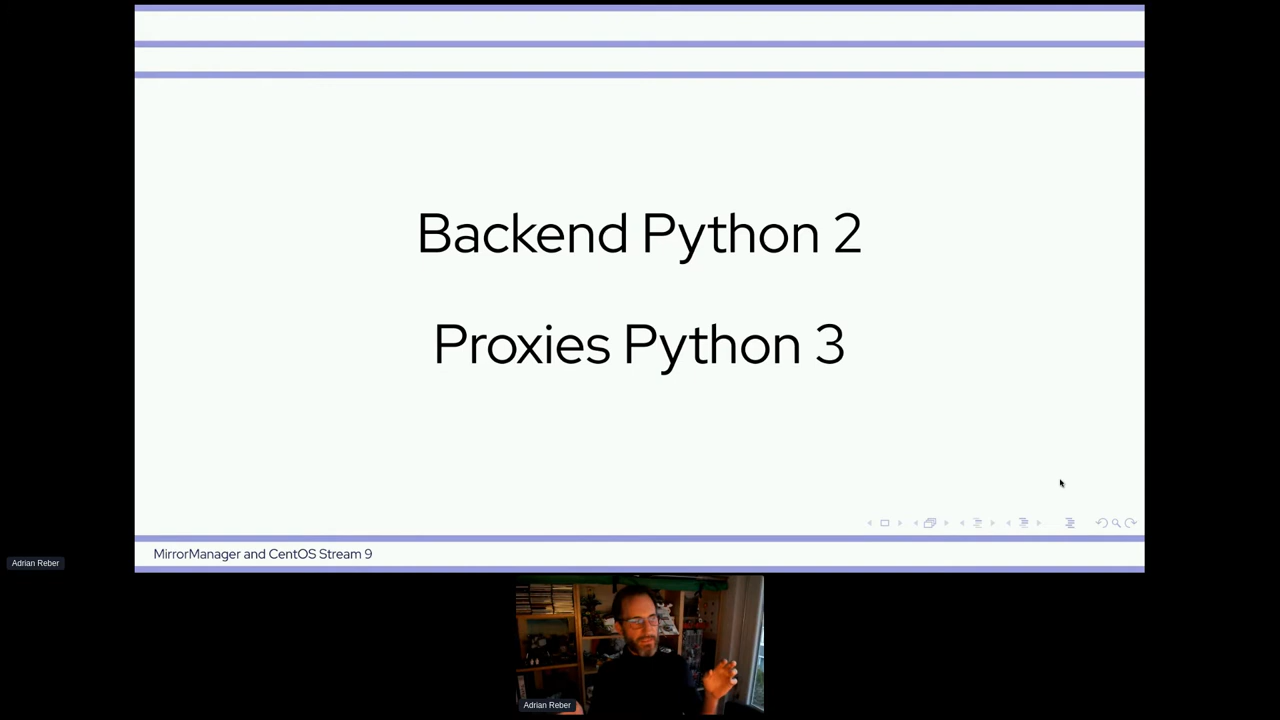 Backend Python 2
Proxies Python 3
MirrorManager and CentOS Stream 9
Adrian Reber
Adrian Reber